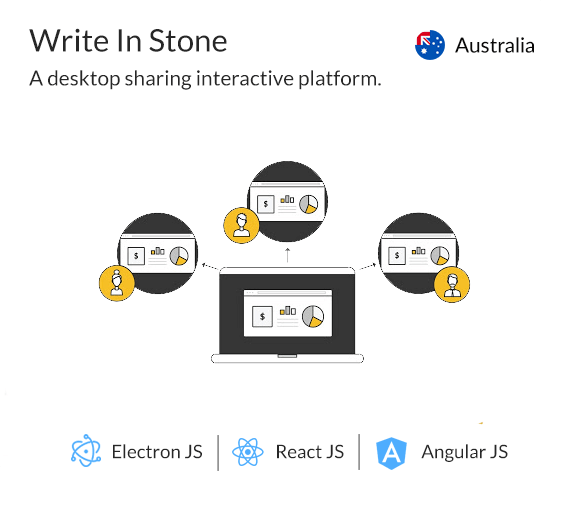 Write In Stone
Australia
A desktop sharing interactive platform.
$
$
$
$
Electron JS
React JS
Angular JS